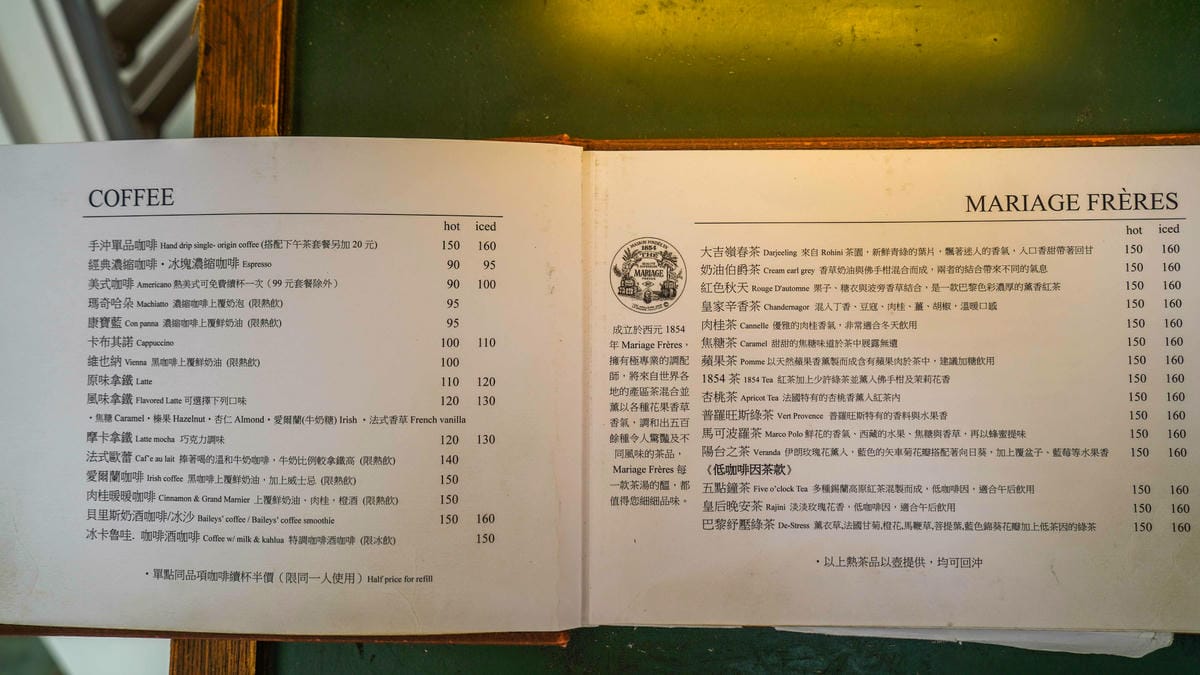 COFFEE
hot iced
手沖單品咖啡 Hand drip single- origin coffee (搭配下午茶套餐另加 20 元) 150 160
經典濃縮咖啡・冰塊濃縮咖啡 Espresso 90 95
美式咖啡 Americano 熱美式可免費續杯一次（99 元套餐除外） 90 100
瑪奇哈朵 Machiatto 濃縮咖啡上覆奶泡 (限熱飲) 95
康寶藍 Con panna 濃縮咖啡上覆鮮奶油 (限熱飲) 95
卡布其諾 Cappuccino 100 110
維也納 Vienna 黑咖啡上覆鮮奶油 (限熱飲) 100
原味拿鐵 Latte 110 120
風味拿鐵 Flavored Latte 可選擇下列口味 120 130
・焦糖 Caramel・榛果 Hazelnut・杏仁 Almond・愛爾蘭(牛奶糖) Irish・法式香草 French vanilla
摩卡拿鐵 Latte mocha 巧克力調味 120 130
法式歐蕾 Caf'e au lait 捧著喝的溫和牛奶咖啡，牛奶比例較拿鐵高 (限熱飲) 140
愛爾蘭咖啡 Irish coffee 黑咖啡上覆鮮奶油，加上威士忌 (限熱飲) 150
肉桂暖暖咖啡 Cinnamon & Grand Marnier 上覆鮮奶油、肉桂，橙酒 (限熱飲) 150
貝里斯奶酒咖啡/冰沙 Baileys' coffee / Baileys' coffee smoothie 150 160
冰卡魯哇．咖啡酒咖啡 Coffee w/ milk & kahlua 特調咖啡酒咖啡 (限冰飲) 150
・單點同品項咖啡續杯半價（限同一人使用）Half price for refill
MARIAGE FRÈRES
1854
MARIAGE
成立於西元 1854
年 Mariage Frères，
擁有極專業的調配
師，將來自世界各
地的產區茶混合並
薰以各種花果香草
香氣，調和出五百
餘種令人驚豔及不
同風味的茶品，
Mariage Frères 每
一款茶湯的醞，都
值得您細細品味。
hot iced
大吉嶺春茶 Darjeeling 來自 Rohini 茶園，新鮮青綠的葉片，飄著迷人的香氣，入口香甜帶著回甘 150 160
奶油伯爵茶 Cream earl grey 香草奶油與佛手柑混合而成，兩者的結合帶來不同的氣息 150 160
紅色秋天 Rouge D'automne 栗子、糖衣與波旁香草結合，是一款巴黎色彩濃厚的薰香紅茶 150 160
皇家辛香茶 Chandernagor 混入丁香、豆寇、肉桂、薑、胡椒，溫暖口感 150 160
肉桂茶 Cannelle 優雅的肉桂香氣，非常適合冬天飲用 150 160
焦糖茶 Caramel 甜甜的焦糖味道於茶中展露無遺 150 160
蘋果茶 Pomme 以天然蘋果香薰製而成含有蘋果肉於茶中，建議加糖飲用 150 160
1854 茶 1854 Tea 紅茶加上少許綠茶並薰入佛手柑及茉莉花香 150 160
杏桃茶 Apricot Tea 法國特有的杏桃香薰入紅茶內 150 160
普羅旺斯綠茶 Vert Provence 普羅旺斯特有的香料與水果香 150 160
馬可波羅茶 Marco Polo 鮮花的香氣、西藏的水果、焦糖與香草，再以蜂蜜提味 150 160
陽台之茶 Veranda 伊朗玫瑰花薰入，藍色的矢車菊花瓣搭配著向日葵，加上覆盆子、藍莓等水果香 150 160
《低咖啡因茶款》
五點鐘茶 Five o'clock Tea 多種錫蘭高原紅茶混製而成，低咖啡因，適合午后飲用 150 160
皇后晚安茶 Rajini 淡淡玫瑰花香，低咖啡因，適合午后飲用 150 160
巴黎紓壓綠茶 De-Stress 薰衣草,法國甘菊,橙花,馬鞭草,菩提葉,藍色錦葵花瓣加上低茶因的綠茶 150 160
・以上熱茶品以壺提供，均可回沖